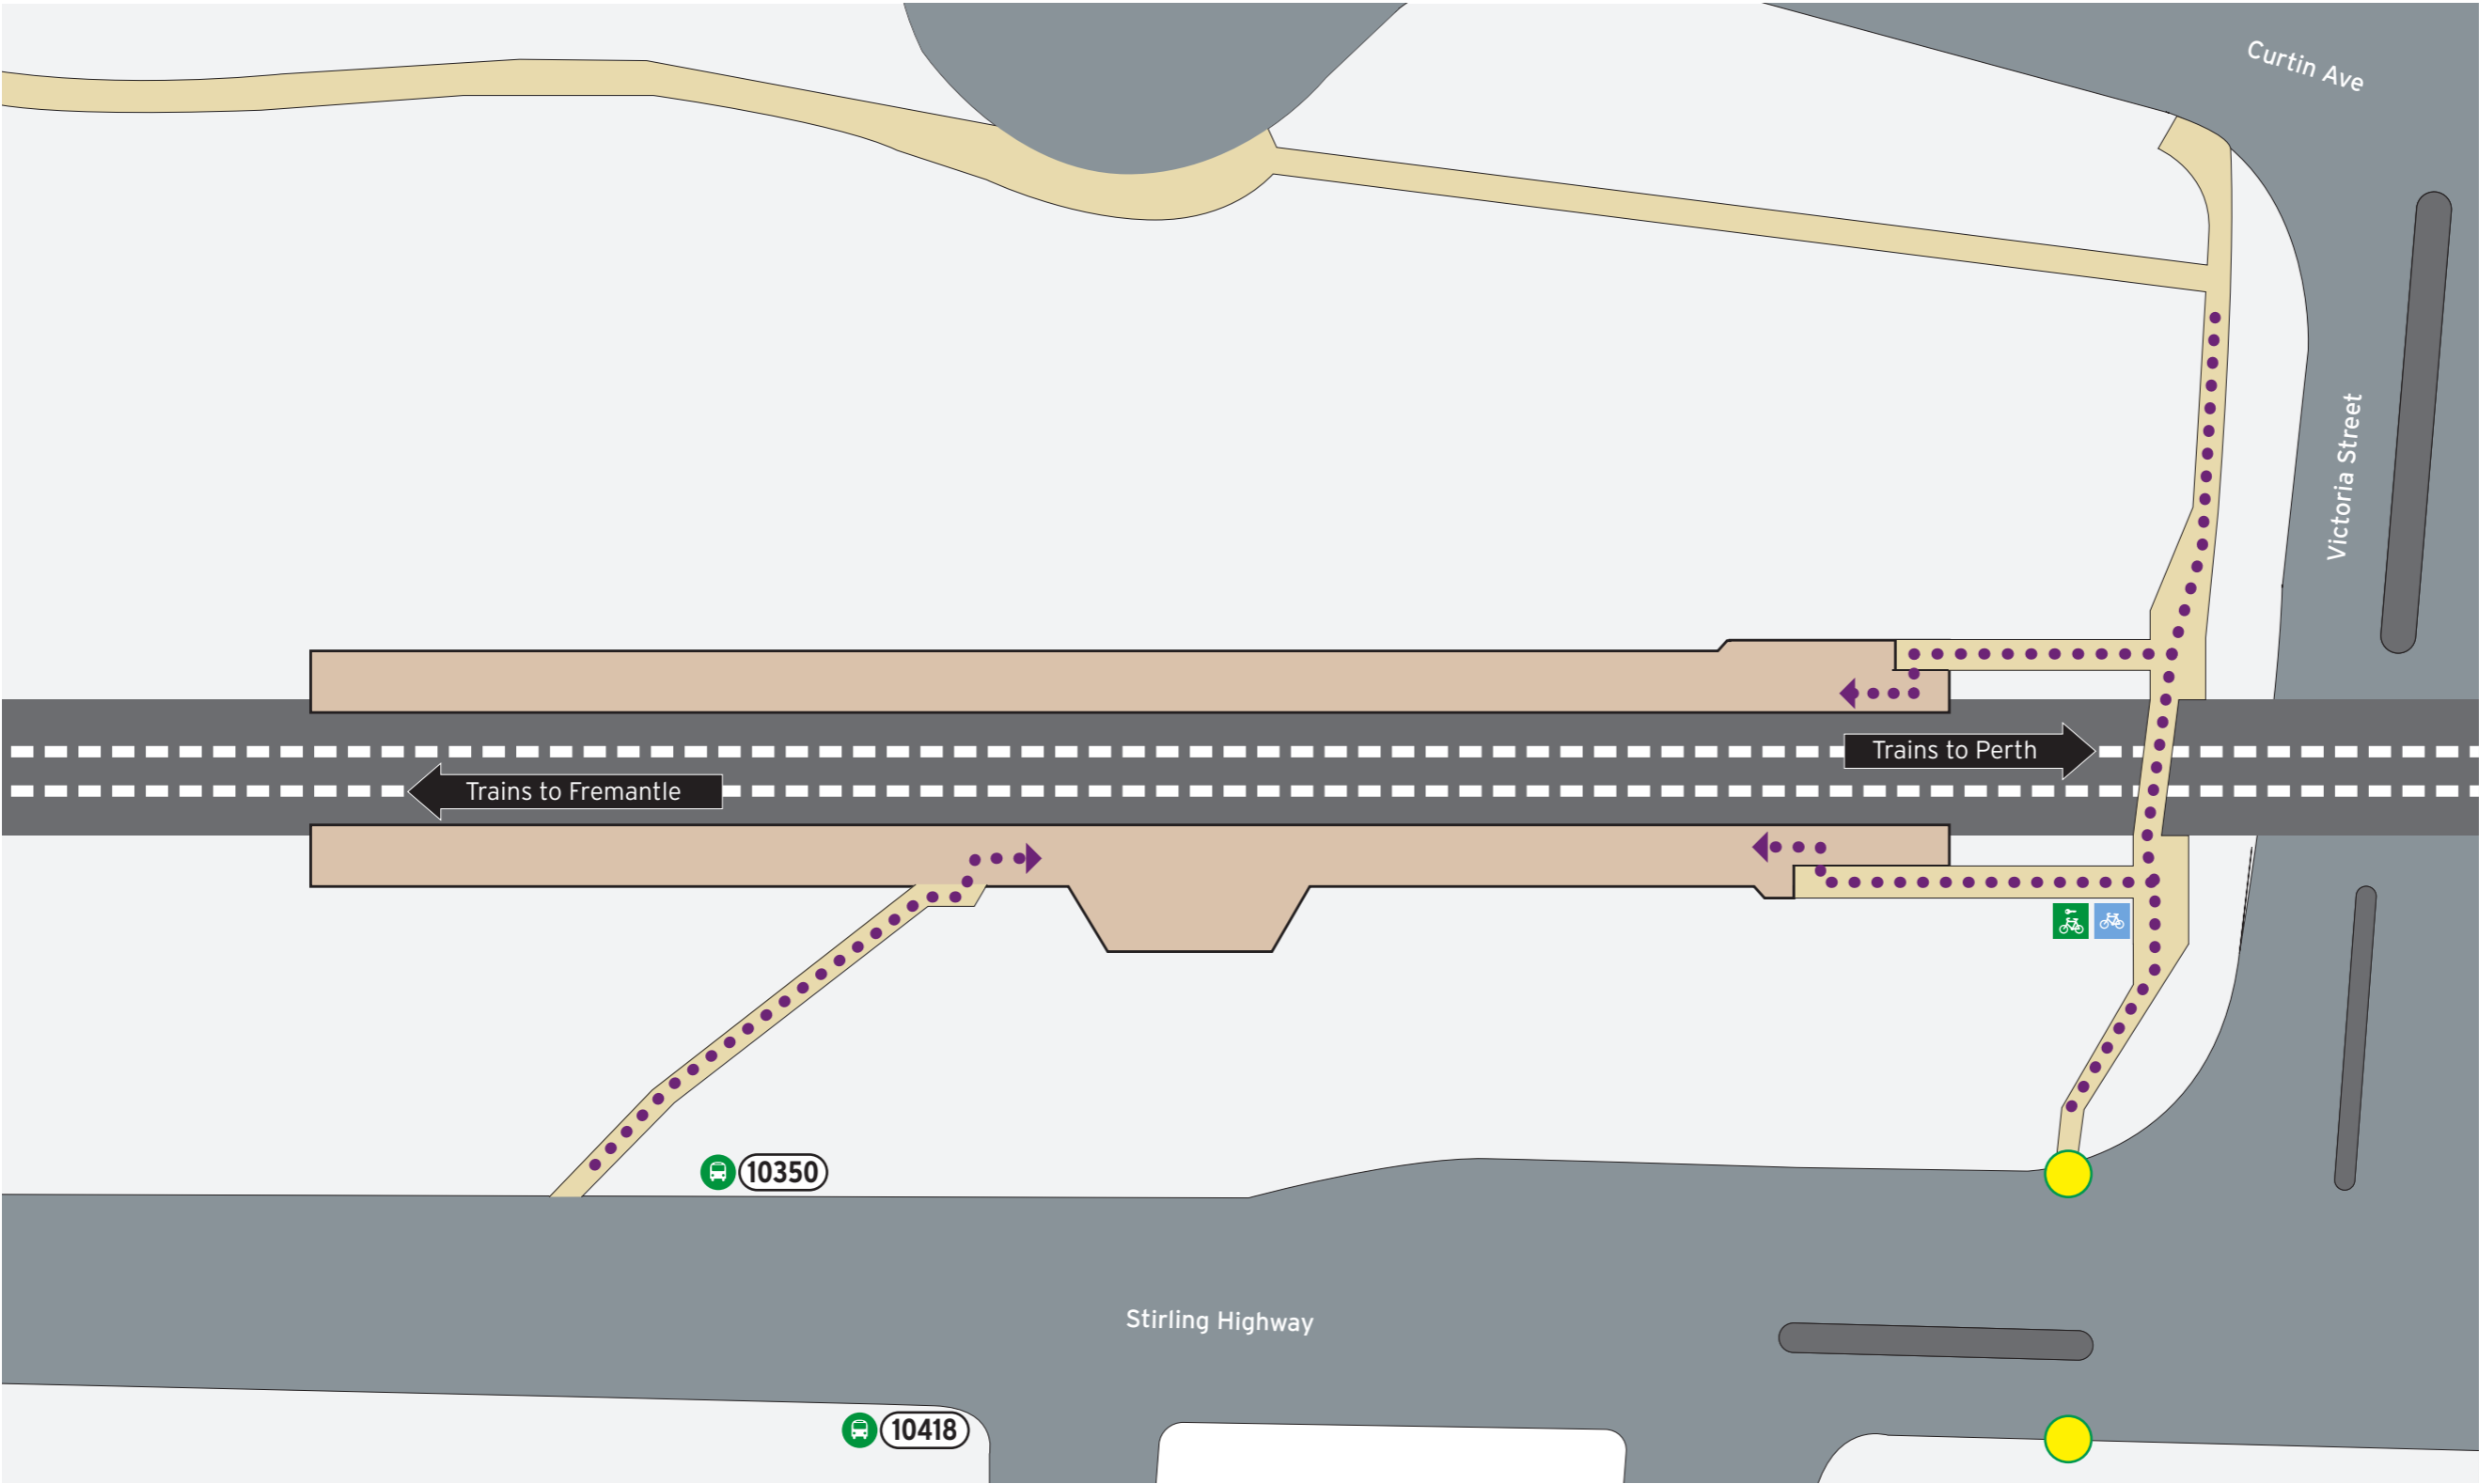 Curtin Ave
Victoria Street
Trains to Perth
Trains to Fremantle
10350
Stirling Highway
10418